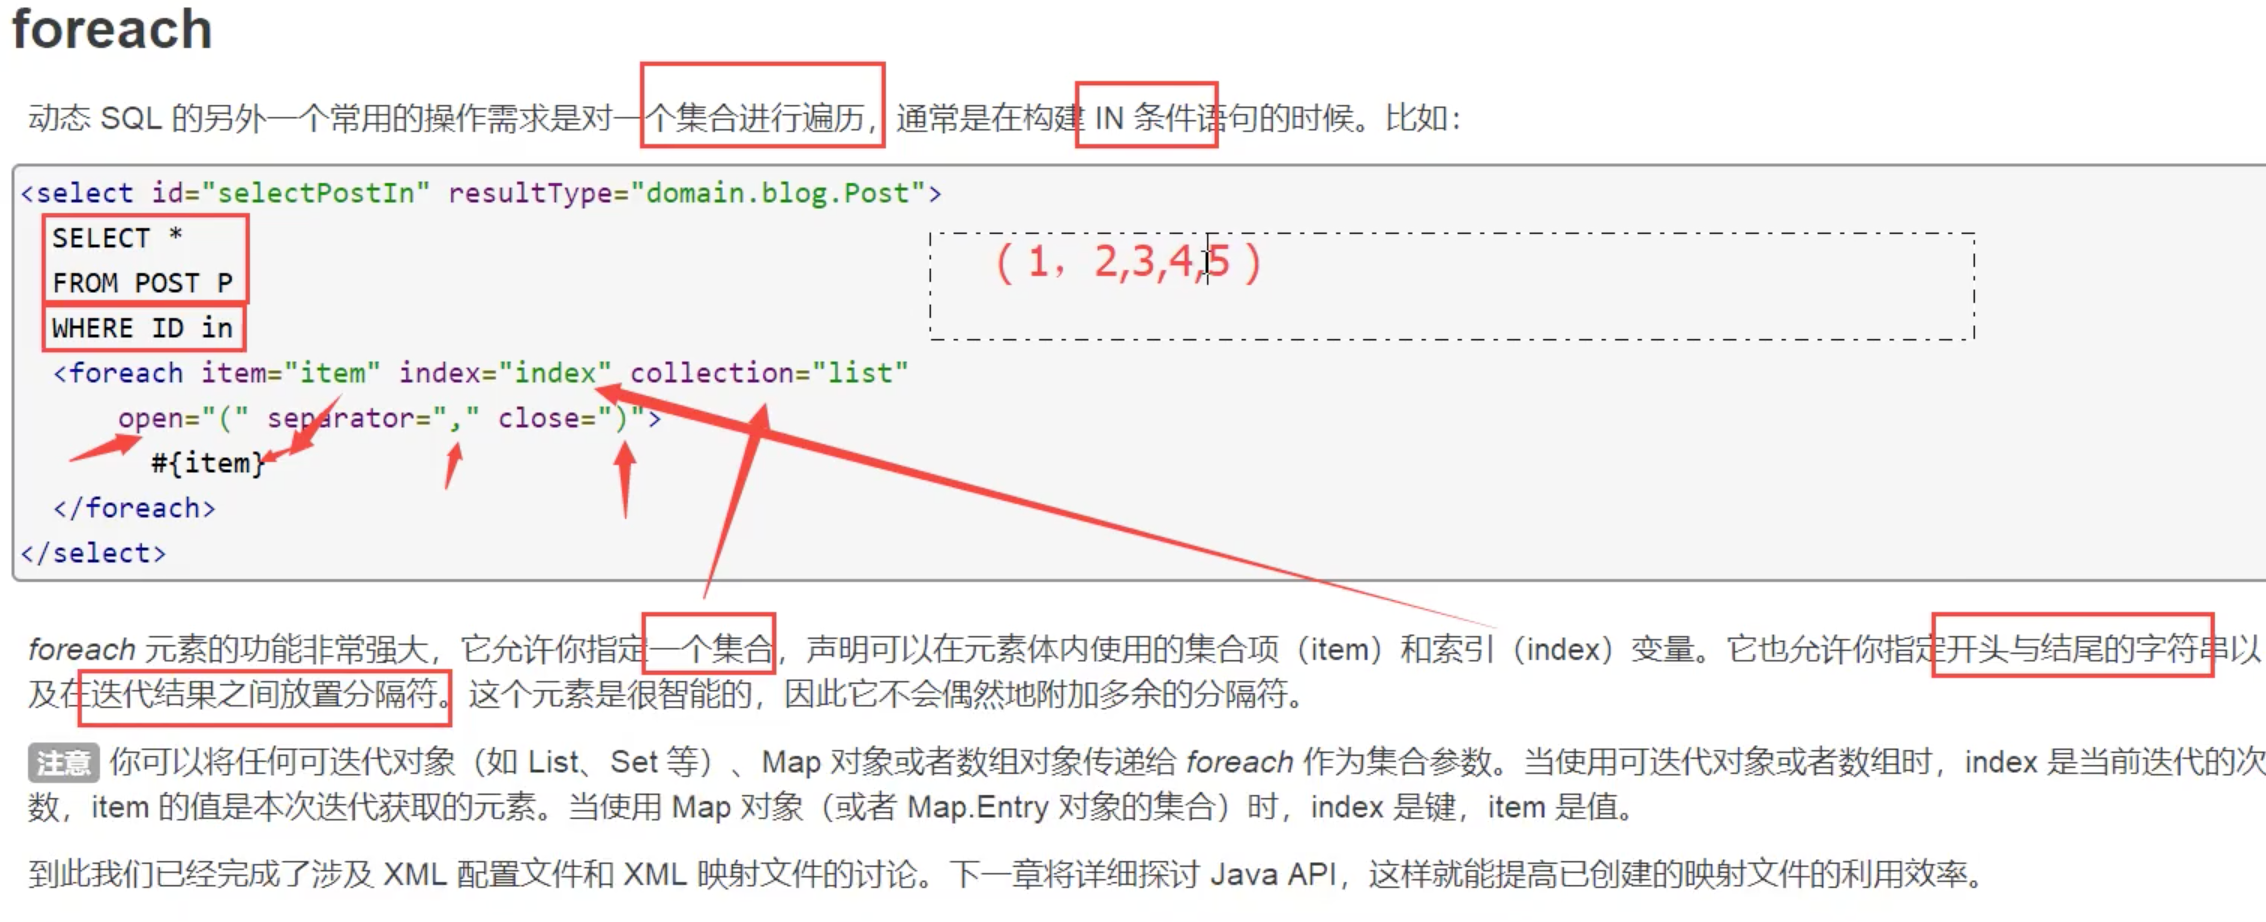 foreach
动态 SQL 的另外一个常用的操作需求是对一个集合进行遍历，通常是在构建 IN 条件语句的时候。比如：
<select id="selectPostIn" resultType="domain.blog.Post">
SELECT *
（1，2,3,4,5）
FROM POST P
WHERE ID in
<foreach item="item" index="index" collection="list"
open="(" separator="," close=")">
#{item}
</foreach>
</select>
foreach 元素的功能非常强大，它允许你指定一个集合，声明可以在元素体内使用的集合项（item）和索引（index）变量。它也允许你指定开头与结尾的字符串以
及在迭代结果之间放置分隔符。这个元素是很智能的，因此它不会偶然地附加多余的分隔符。
注意 你可以将任何可迭代对象（如 List、Set 等）、Map 对象或者数组对象传递给 foreach 作为集合参数。当使用可迭代对象或者数组时，index 是当前迭代的次
数，item 的值是本次迭代获取的元素。当使用 Map 对象（或者 Map.Entry 对象的集合）时，index 是键，item 是值。
到此我们已经完成了涉及 XML 配置文件和 XML 映射文件的讨论。下一章将详细探讨 Java API，这样就能提高已创建的映射文件的利用效率。